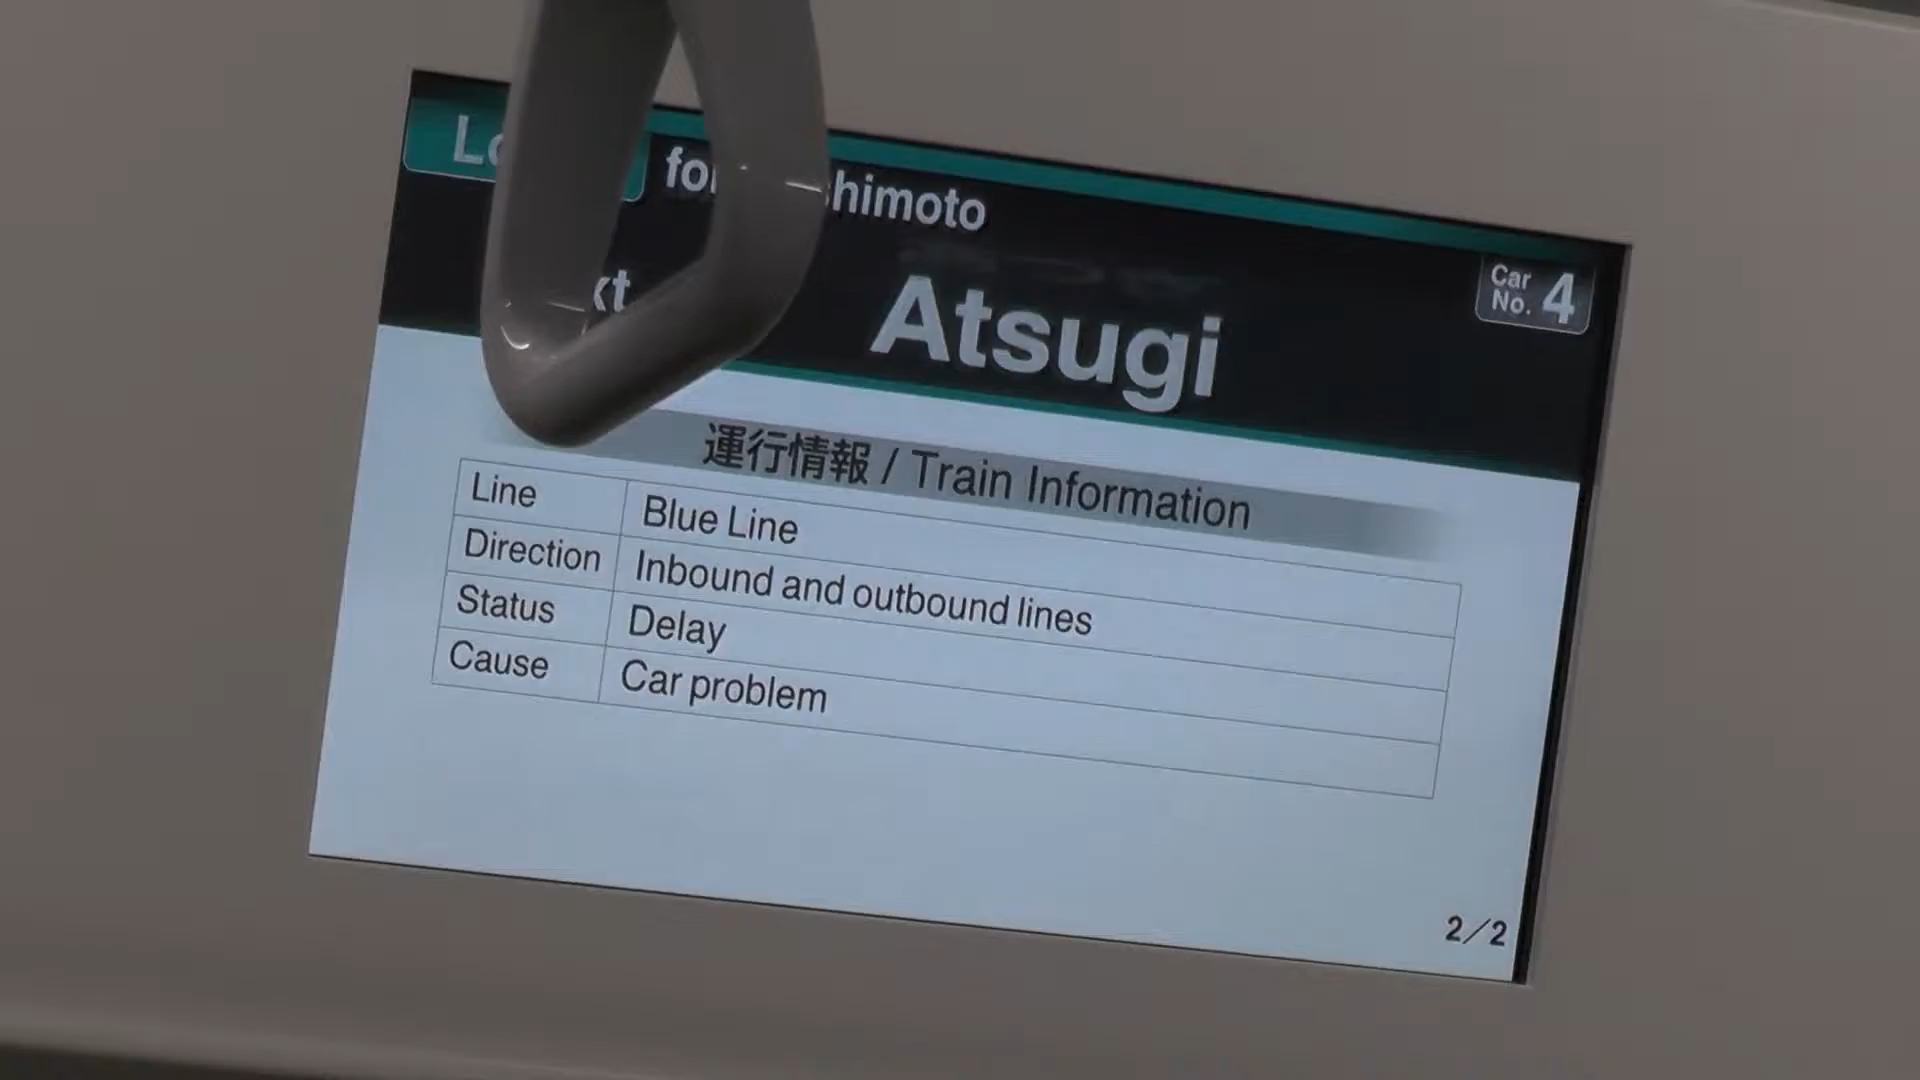 himoto
Atsugi
Car No. 4
運行情報 / Train Information
Line Blue Line
Direction Inbound and outbound lines
Status Delay
Cause Car problem
2/2